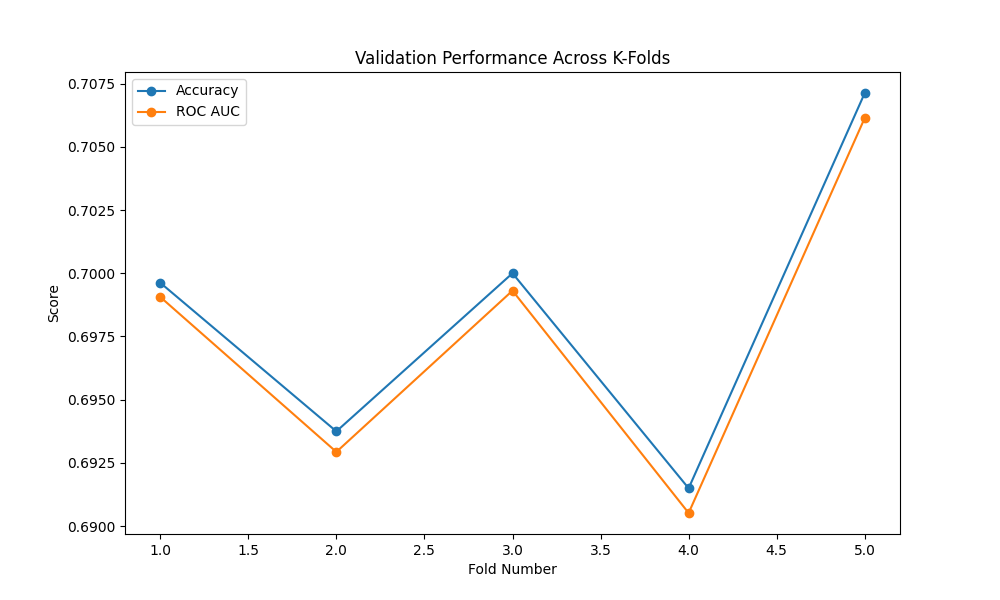 Validation Performance Across K-Folds
Accuracy
ROC AUC
0.7075
0.7050
0.7025
0.7000
0.6975
0.6950
0.6925
0.6900
Score
1.0 1.5 2.0 2.5 3.0 3.5 4.0 4.5 5.0
Fold Number